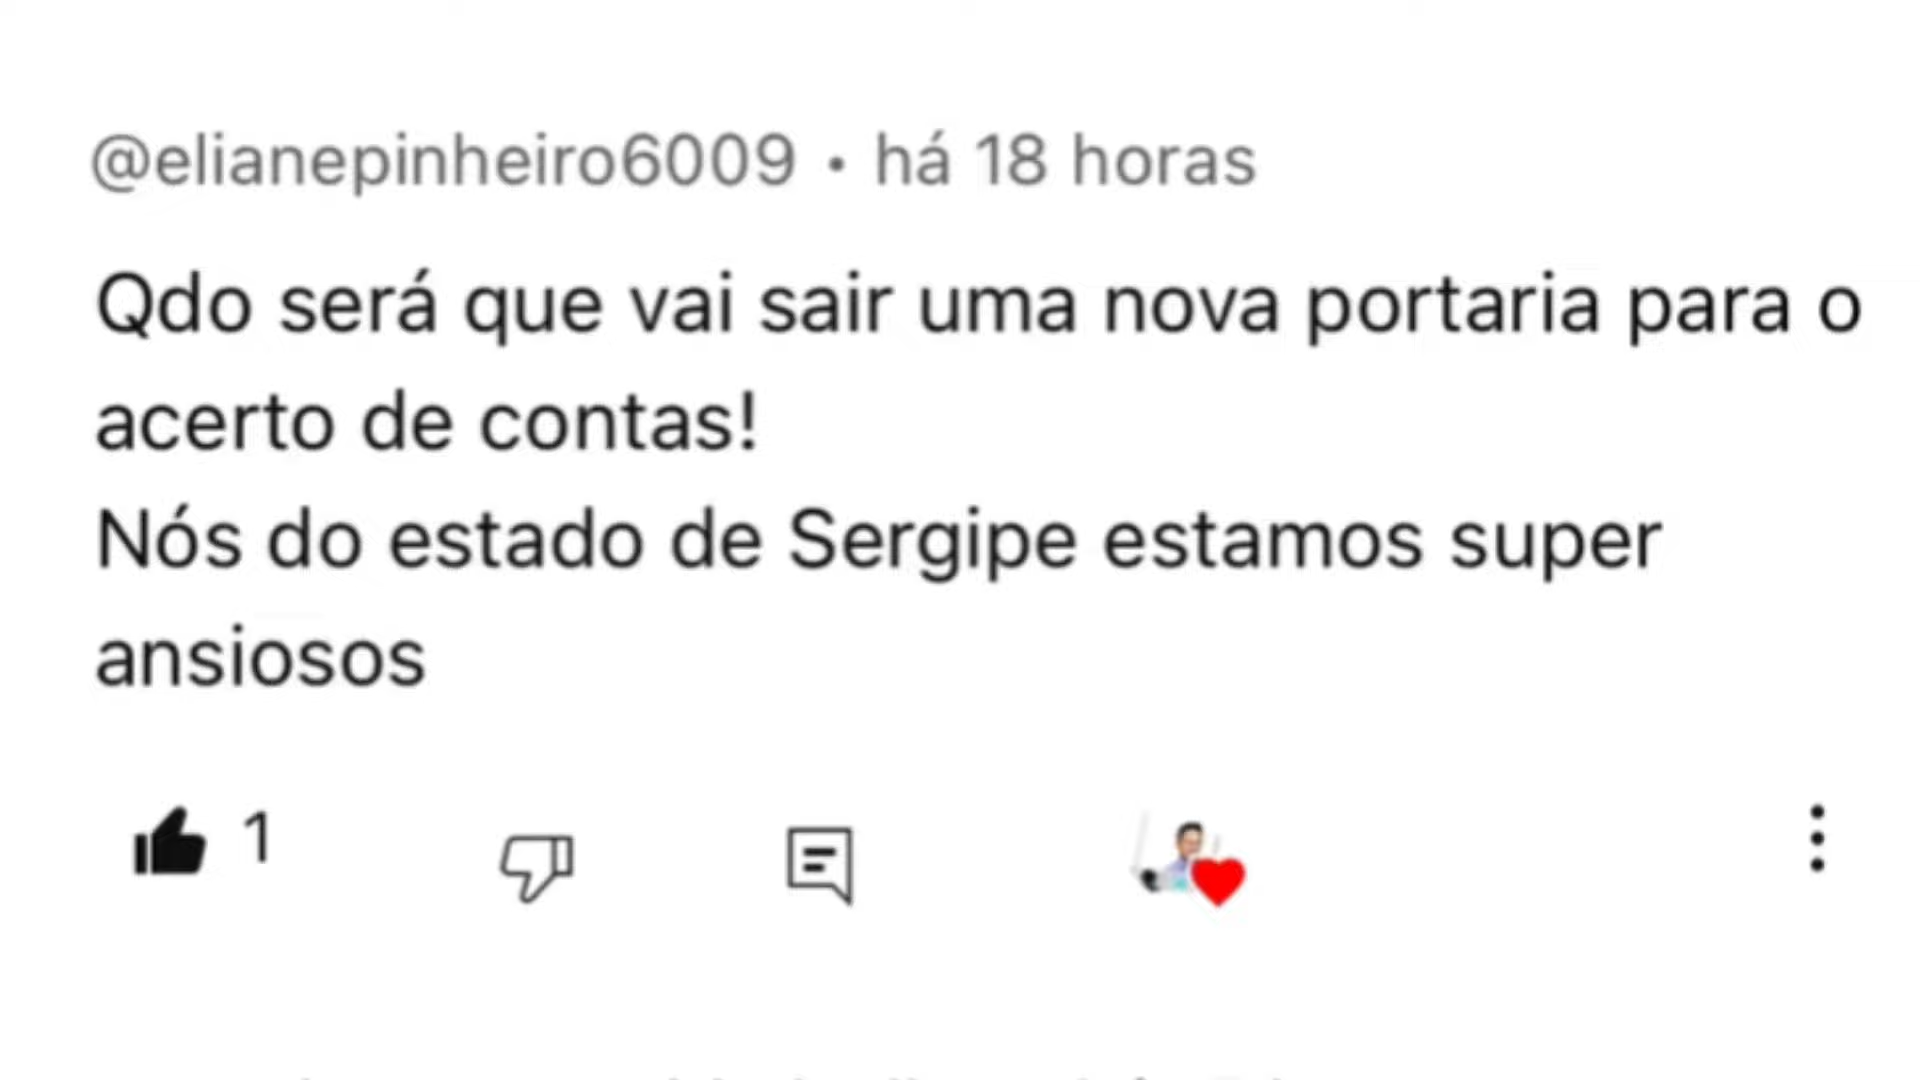 @elianepinheiro6009 • há 18 horas
Qdo será que vai sair uma nova portaria para o
acerto de contas!
Nós do estado de Sergipe estamos super
ansiosos
1